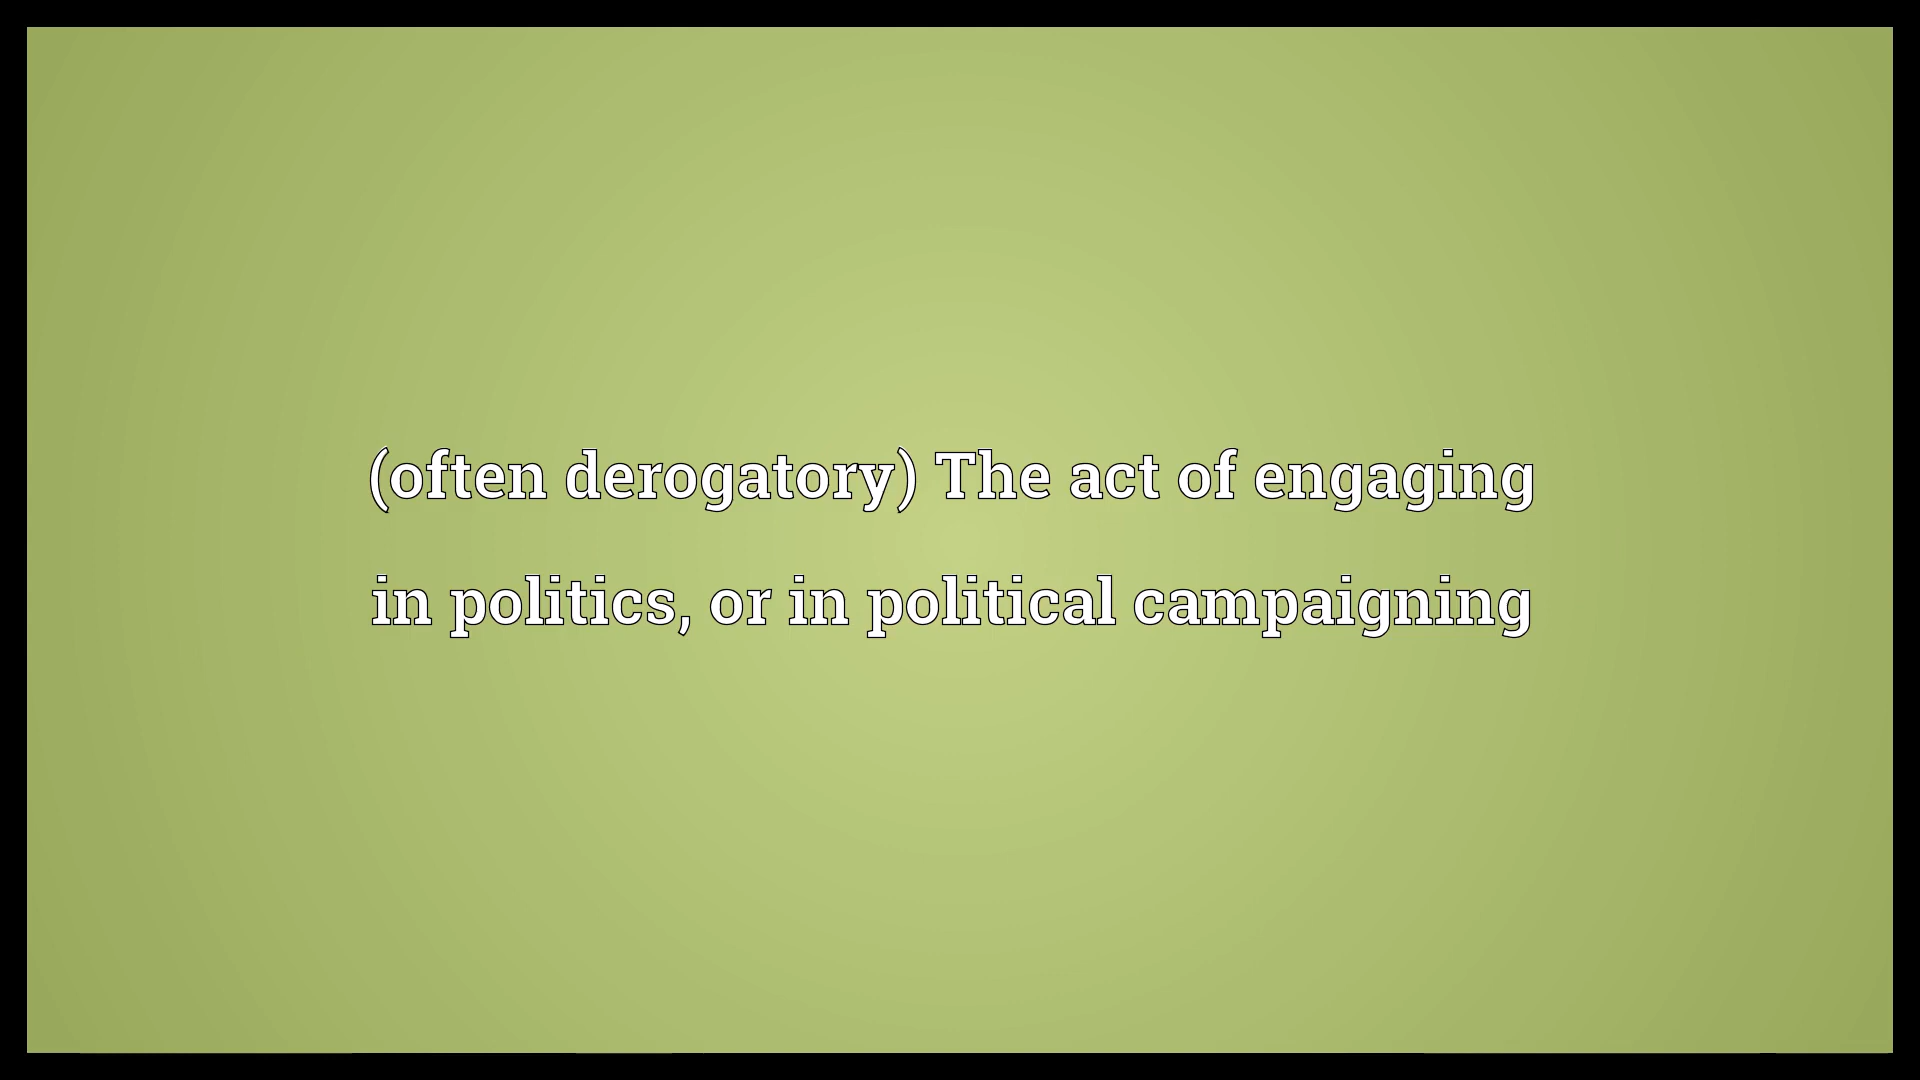 (often derogatory) The act of engaging
in politics, or in political campaigning